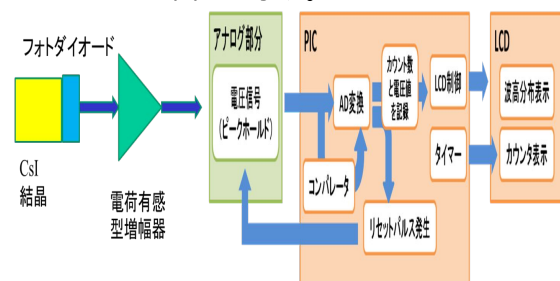 フォトダイオード
CsI
結晶
電荷有感
型増幅器
アナログ部分
電圧信号
(ピークホールド)
PIC
AD変換
カウント数
と電圧値
を記録
LCD制御
コンパレータ
タイマー
リセットパルス発生
LCD
波高分布表示
カウンタ表示